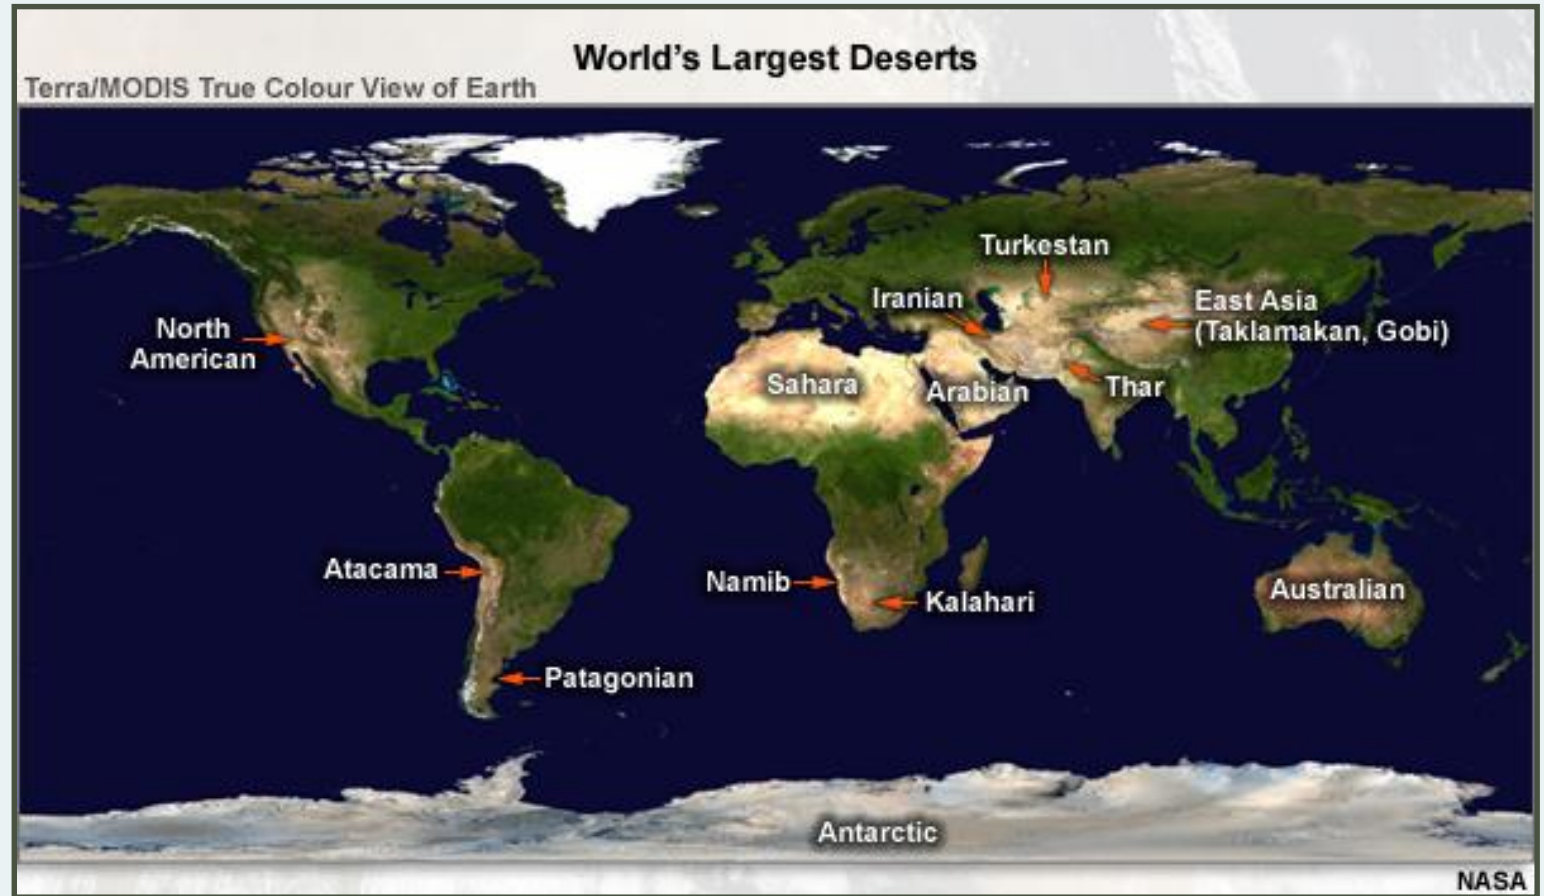 World's Largest Deserts
Terra/MODIS True Colour View of Earth
Turkestan
Iranian
East Asia
(Taklamakan, Gobi)
North
American
Sahara
Arabian
Thar
Atacama
Namib
Kalahari
Australian
Patagonian
Antarctic
NASA